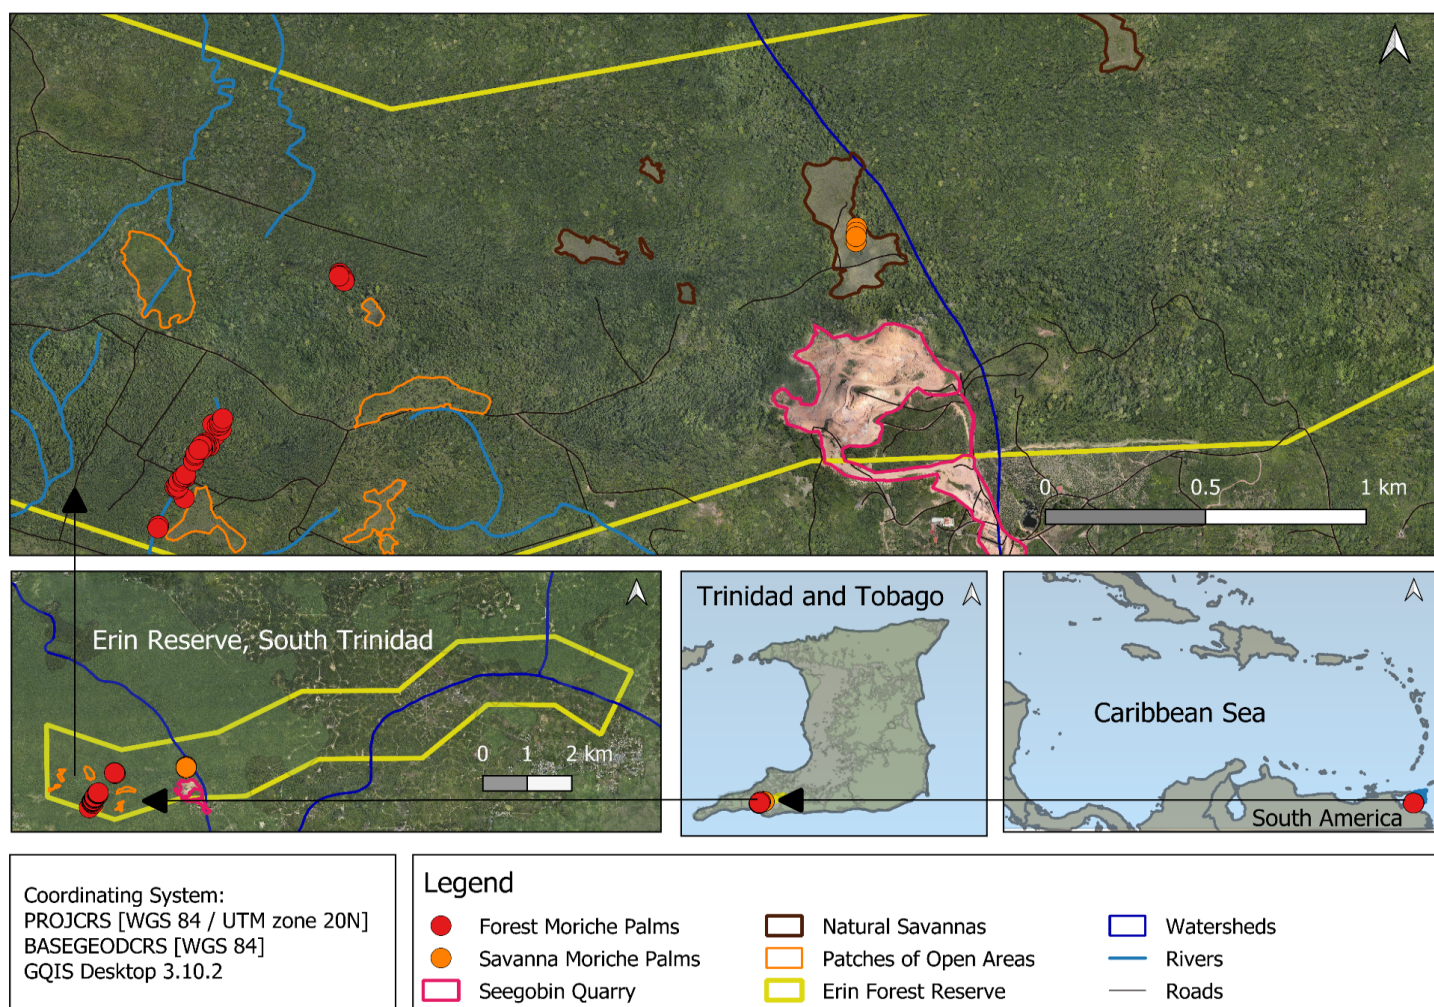 0 0.5 1 km
Erin Reserve, South Trinidad
0 1 2 km
Trinidad and Tobago
Caribbean Sea
South America
Coordinating System:
PROJCRS [WGS 84 / UTM zone 20N]
BASEGEODCRS [WGS 84]
GQIS Desktop 3.10.2
Legend
Forest Moriche Palms
Savanna Moriche Palms
Seegobin Quarry
Natural Savannas
Patches of Open Areas
Erin Forest Reserve
Watersheds
Rivers
Roads